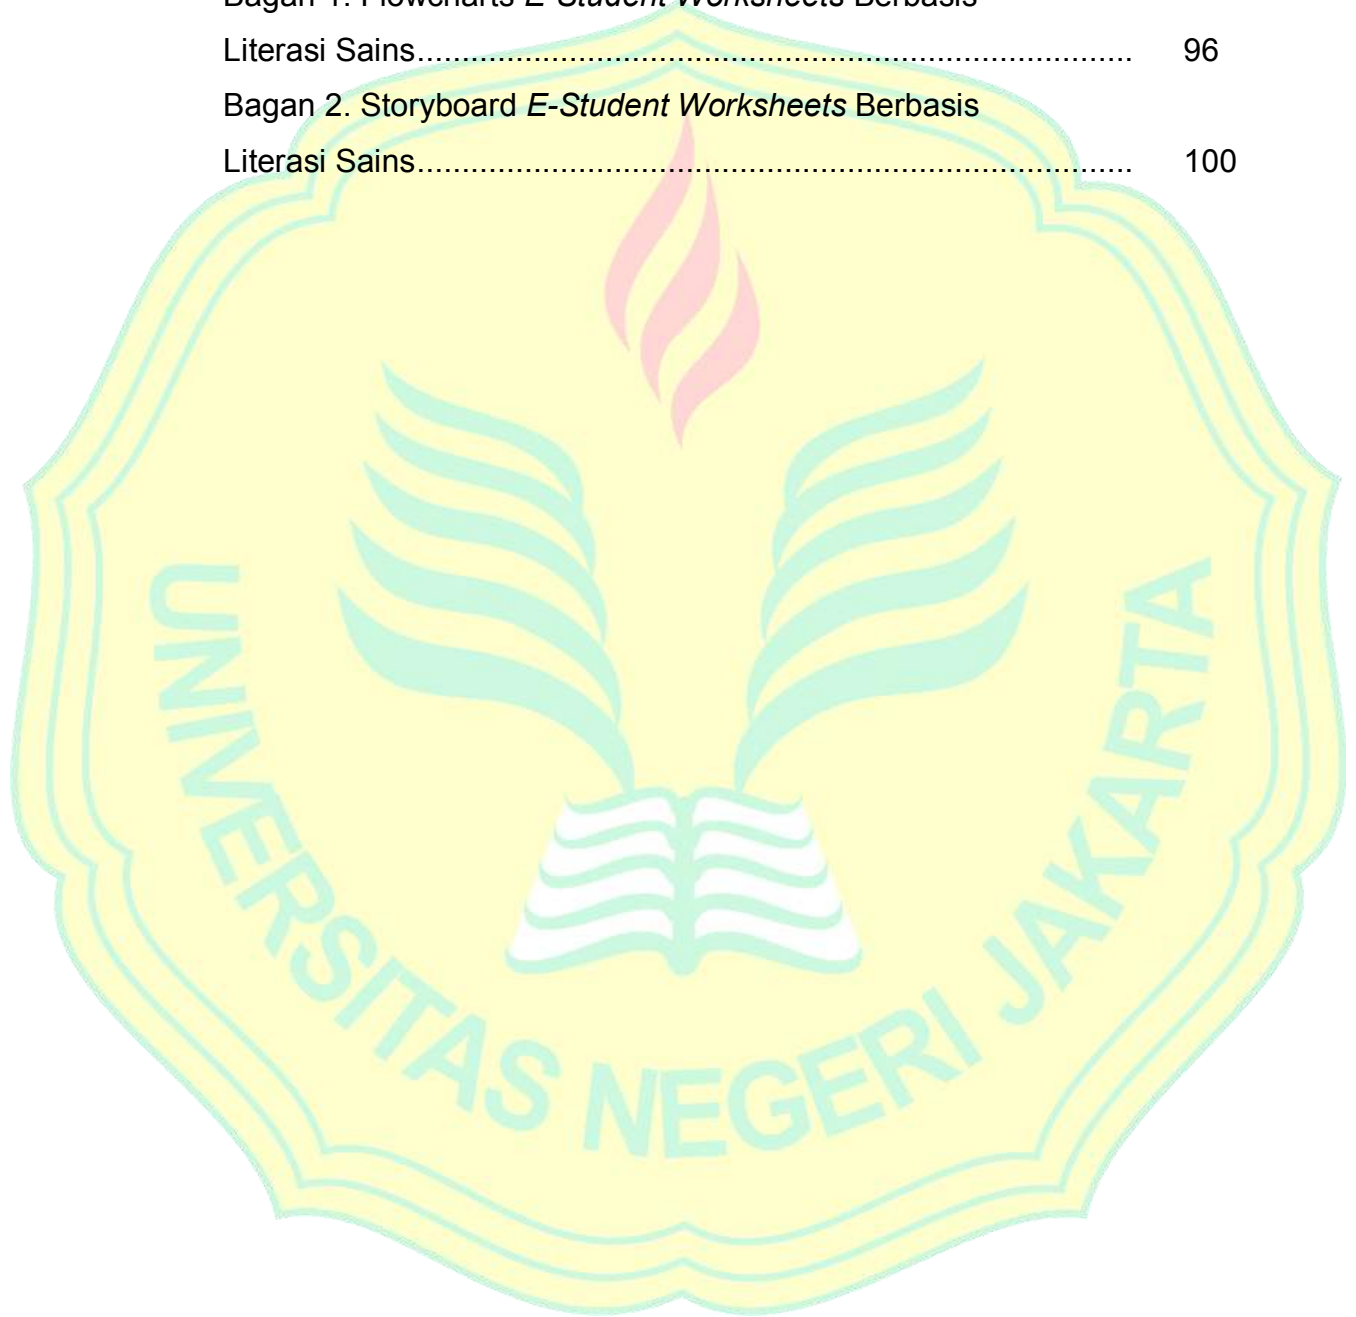 Bagan 1. Flowcharts E-Student Worksheets Berbasis
Literasi Sains................................................................................ 96
Bagan 2. Storyboard E-Student Worksheets Berbasis
Literasi Sains................................................................................ 100
UNIVERSITAS NEGERI JAKARTA